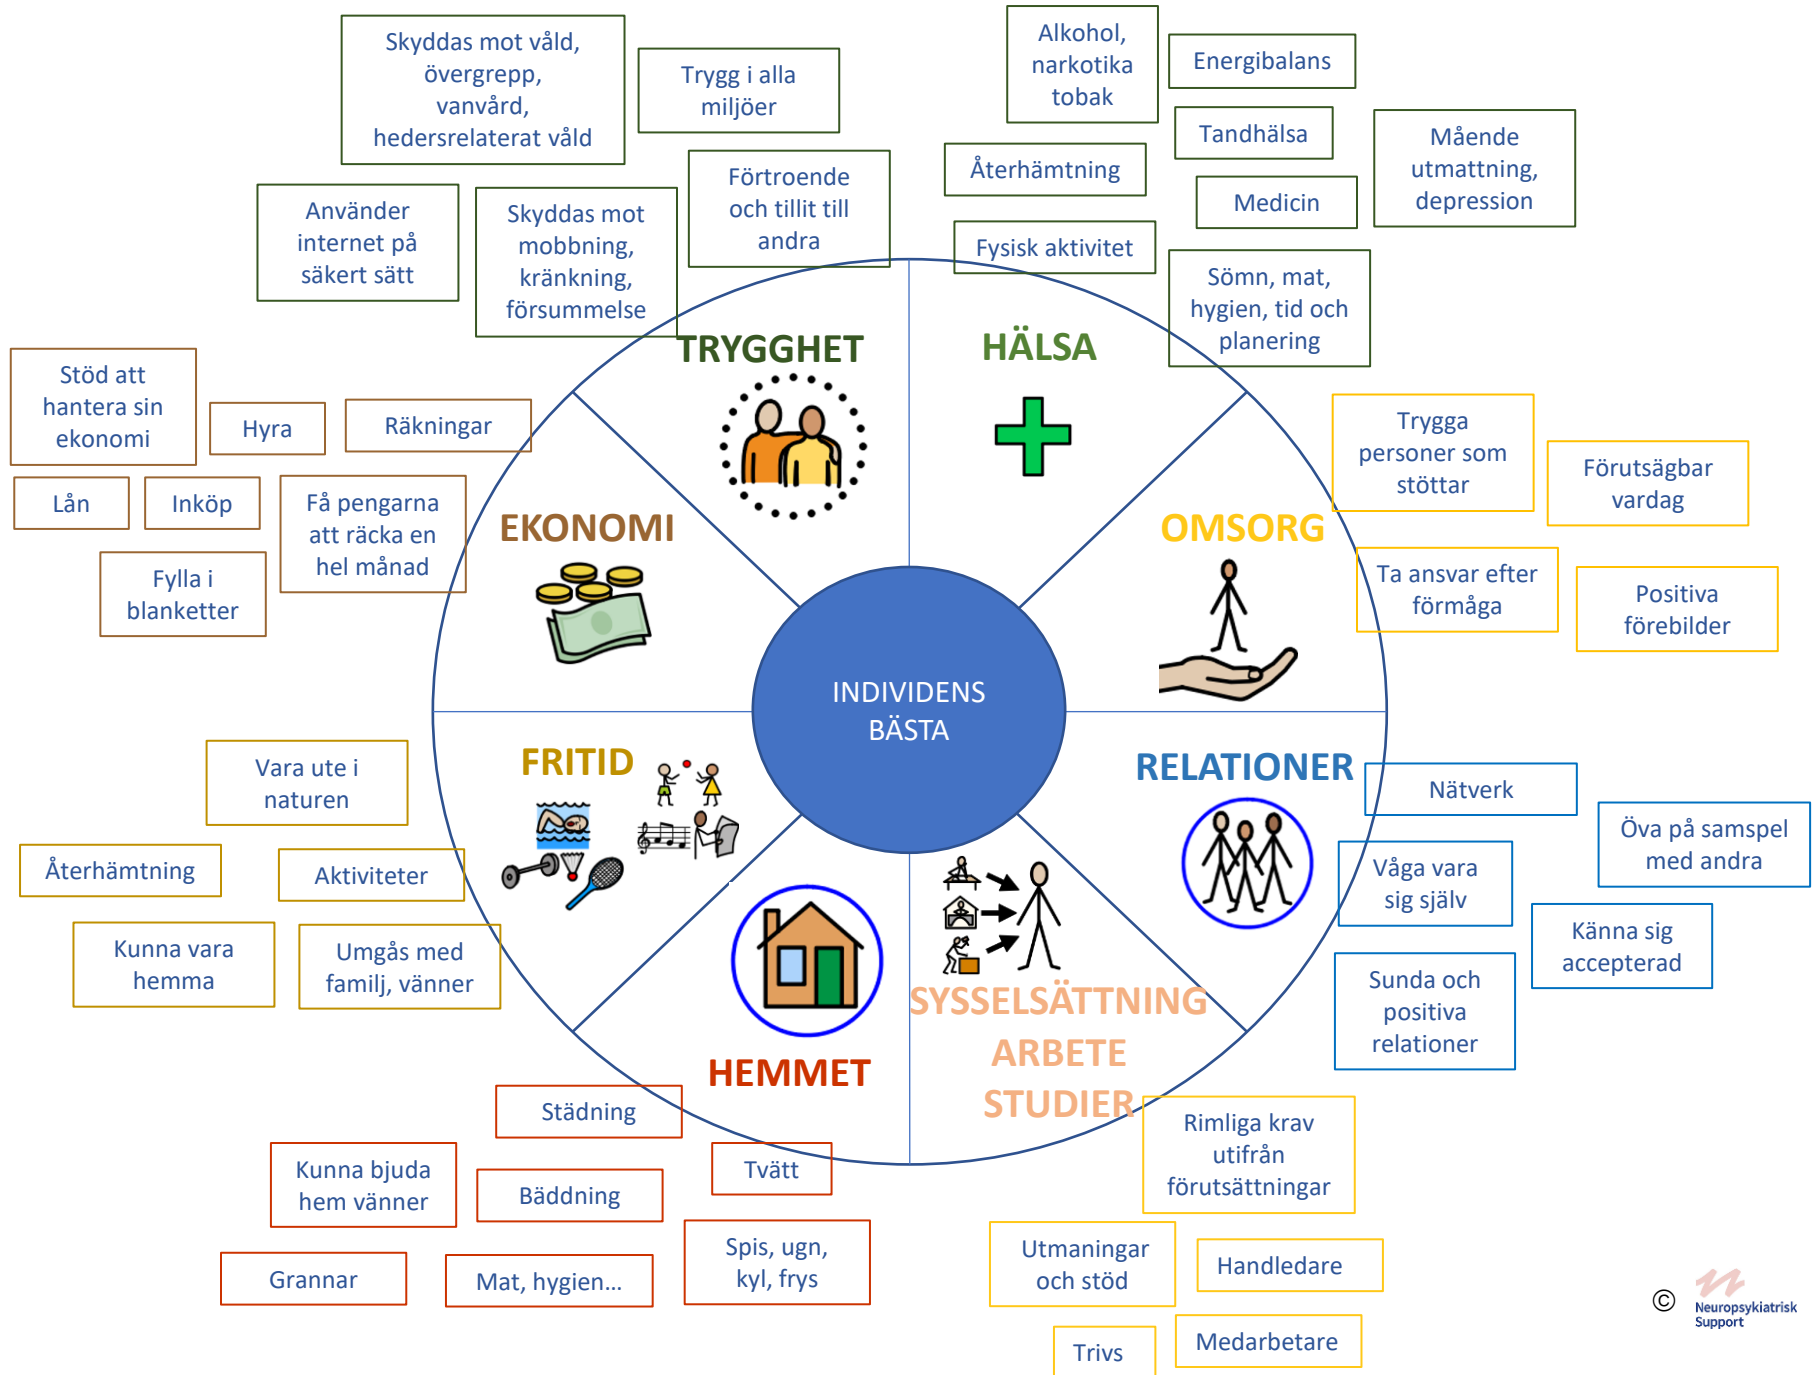 Skyddas mot våld,
övergrepp,
vanvård,
hedersrelaterat våld
Trygg i alla
miljöer
Använder
internet på
säkert sätt
Skyddas mot
mobbning,
kränkning,
försummelse
Förtroende
och tillit till
andra
TRYGGHET
Alkohol,
narkotika
tobak
Energibalans
Tandhälsa
Återhämtning
Medicin
Mående
utmattning,
depression
Fysisk aktivitet
Sömn, mat,
hygien, tid och
planering
HÄLSA
Stöd att
hantera sin
ekonomi
Hyra
Räkningar
Lån
Inköp
Få pengarna
att räcka en
hel månad
Fylla i
blanketter
EKONOMI
Trygga
personer som
stöttar
Förutsägbar
vardag
Ta ansvar efter
förmåga
Positiva
förebilder
OMSORG
INDIVIDENS
BÄSTA
FRITID
Vara ute i
naturen
Återhämtning
Aktiviteter
Kunna vara
hemma
Umgås med
familj, vänner
RELATIONER
Nätverk
Öva på samspel
med andra
Våga vara
sig själv
Känna sig
accepterad
Sunda och
positiva
relationer
HEMMET
Städning
Kunna bjuda
hem vänner
Bäddning
Tvätt
Grannar
Mat, hygien...
Spis, ugn,
kyl, frys
SYSSELSÄTTNING
ARBETE
STUDIER
Rimliga krav
utifrån
förutsättningar
Utmaningar
och stöd
Handledare
Trivs
Medarbetare
©
Neuropsykiatrisk
Support